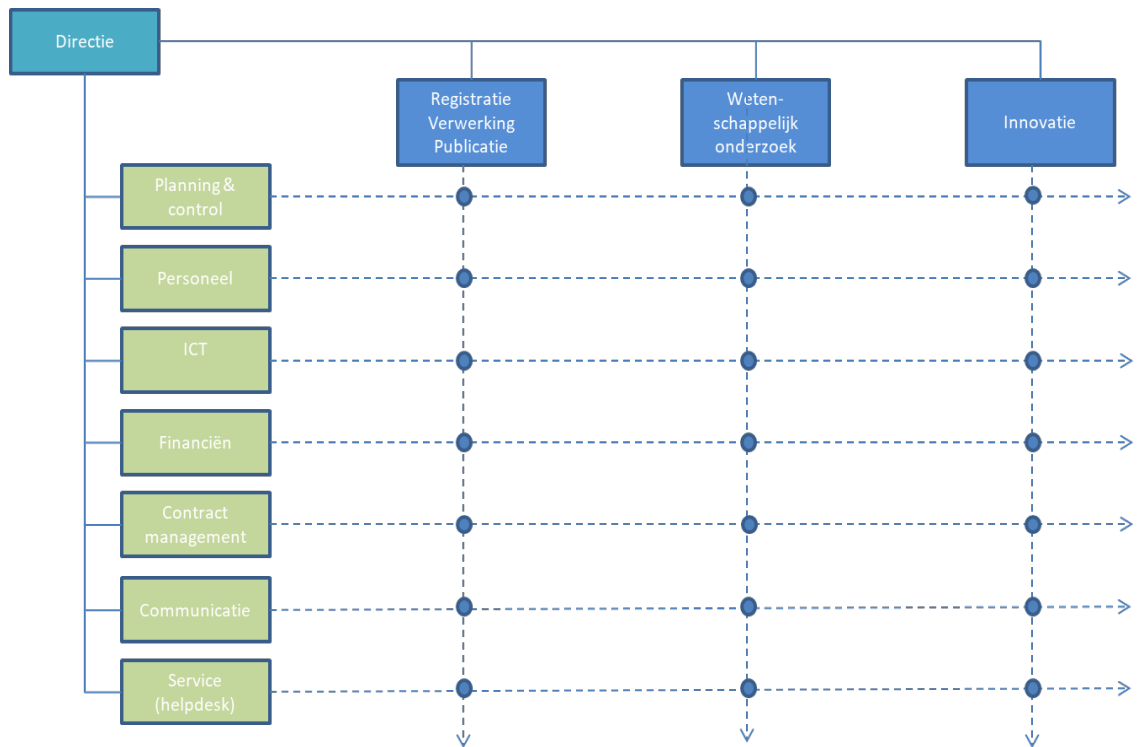 Directie
Registratie
Verwerking
Publicatie
Weten-
schappelijk
onderzoek
Innovatie
Planning &
control
Personeel
ICT
Financiën
Contract
management
Communicatie
Service
(helpdesk)